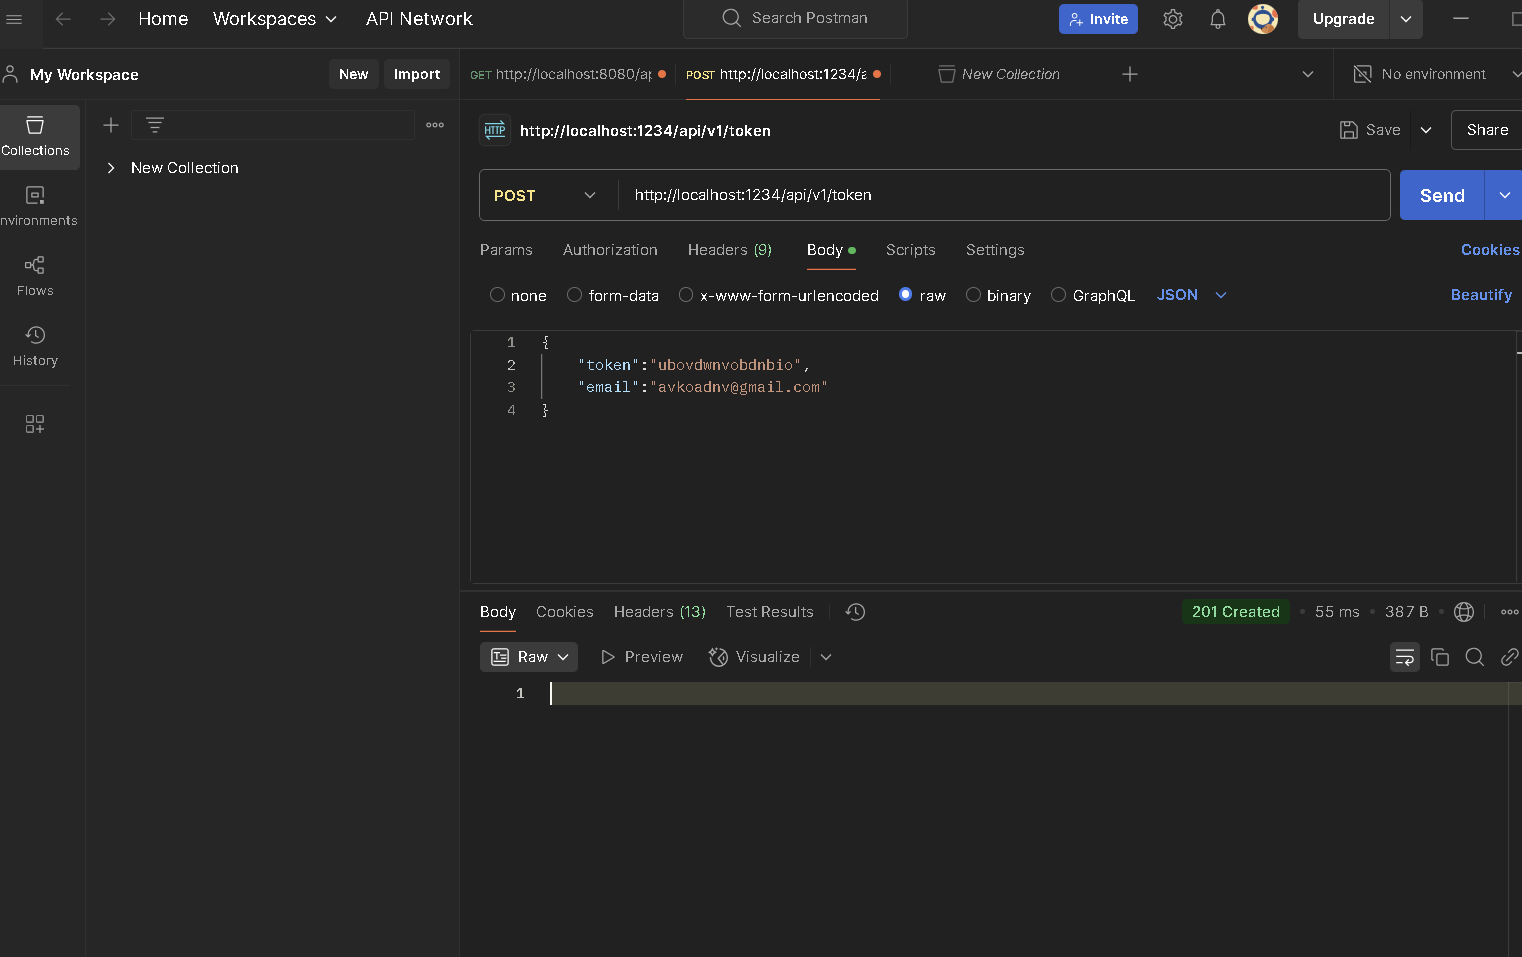 Home Workspaces API Network Search Postman Invite Upgrade
My Workspace New Import GET http://localhost:8080/ap POST http://localhost:1234/a New Collection No environment
Collections
New Collection
nvironments
Flows
History
HTTP http://localhost:1234/api/v1/token Save Share
POST http://localhost:1234/api/v1/token Send
Params Authorization Headers (9) Body Scripts Settings Cookies
none form-data x-www-form-urlencoded raw binary GraphQL JSON Beautify
1 {
2 "token":"ubovdwnvobdnbio",
3 "email":"avkoadnv@gmail.com"
4 }
Body Cookies Headers (13) Test Results 201 Created 55 ms 387 B
Raw Preview Visualize
1